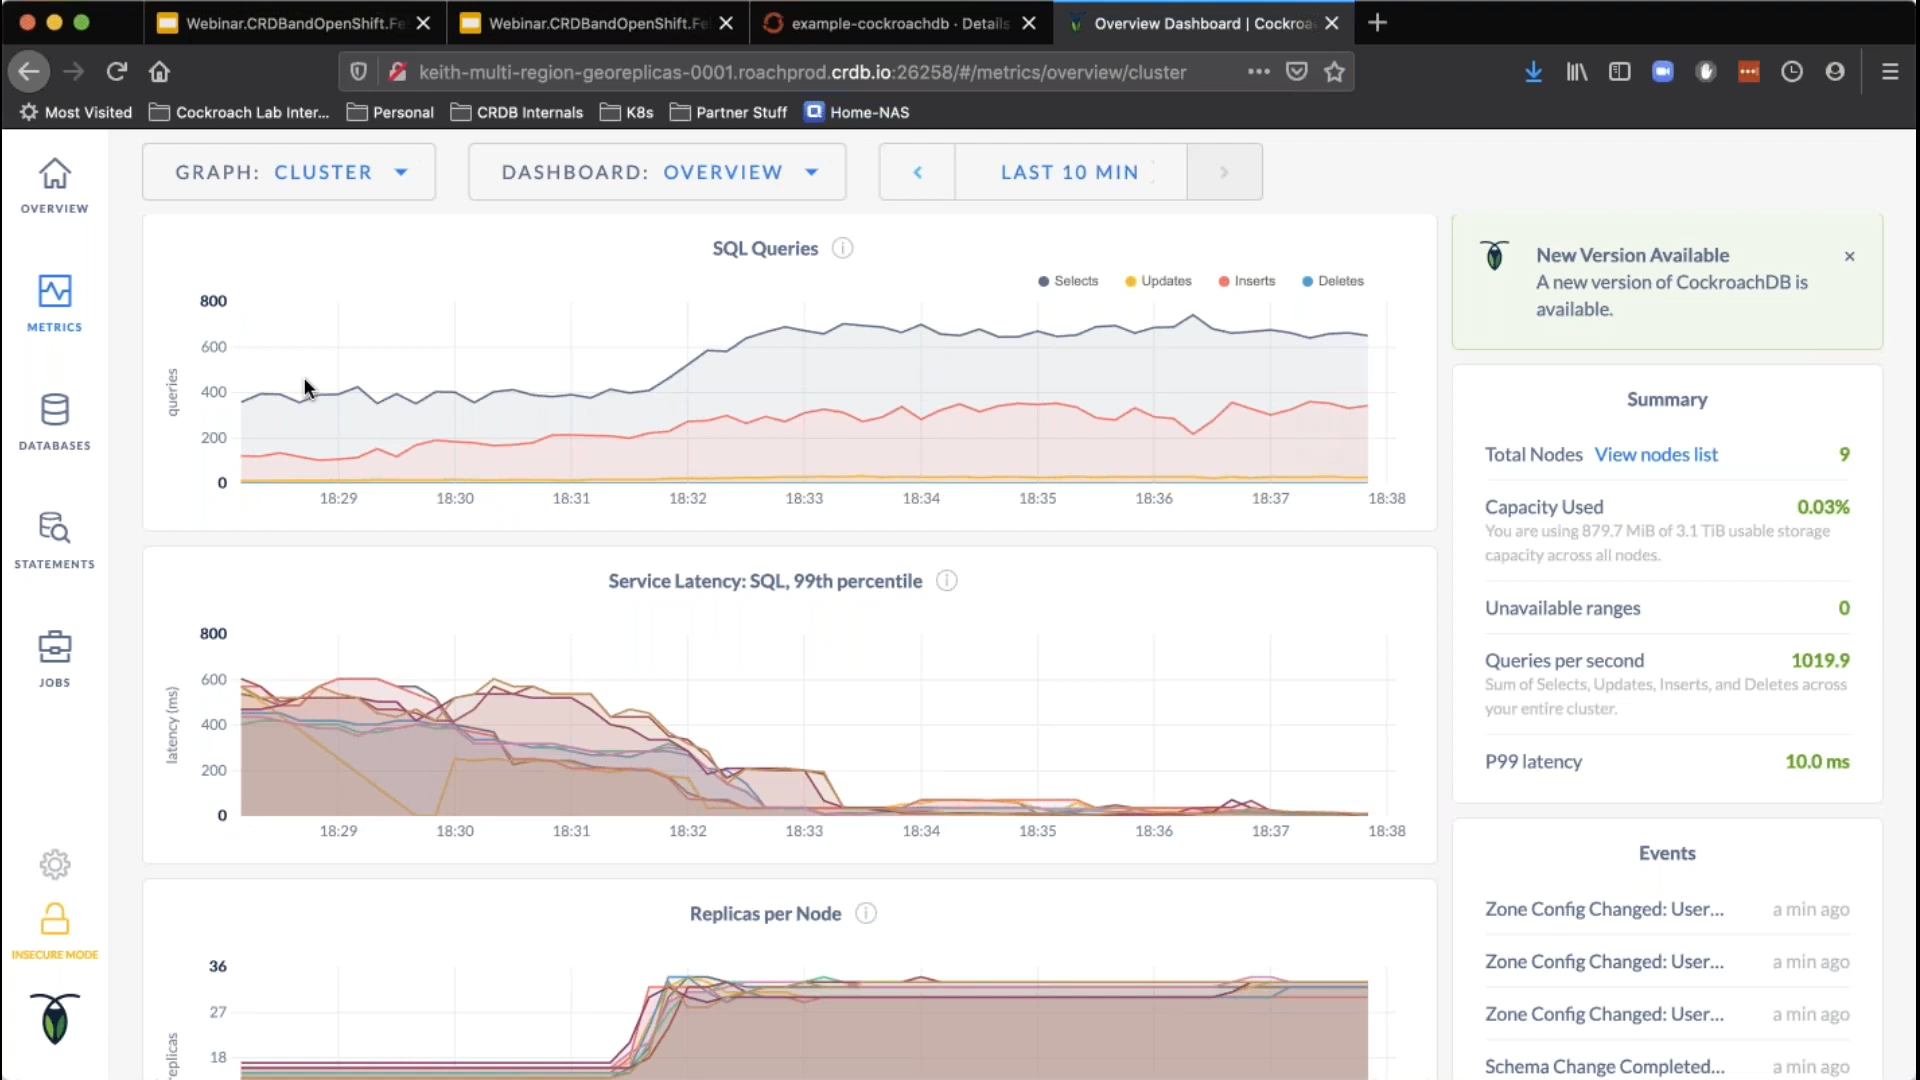 Webinar.CRDBandOpenShift.Fe
Webinar.CRDBandOpenShift.Fe
example-cockroachdb · Details
Overview Dashboard | Cockroa
keith-multi-region-georeplicas-0001.roachprod.crdb.io:26258/#/metrics/overview/cluster
Most Visited
Cockroach Lab Inter...
Personal
CRDB Internals
K8s
Partner Stuff
Home-NAS
OVERVIEW
METRICS
DATABASES
STATEMENTS
JOBS
INSECURE MODE
GRAPH: CLUSTER
DASHBOARD: OVERVIEW
LAST 10 MIN
SQL Queries
Selects
Updates
Inserts
Deletes
queries
800
600
400
200
0
18:29
18:30
18:31
18:32
18:33
18:34
18:35
18:36
18:37
18:38
Service Latency: SQL, 99th percentile
latency (ms)
800
600
400
200
0
18:29
18:30
18:31
18:32
18:33
18:34
18:35
18:36
18:37
18:38
Replicas per Node
36
27
18
New Version Available
A new version of CockroachDB is
available.
Summary
Total Nodes View nodes list 9
Capacity Used 0.03%
You are using 879.7 MiB of 3.1 TiB usable storage
capacity across all nodes.
Unavailable ranges 0
Queries per second 1019.9
Sum of Selects, Updates, Inserts, and Deletes across
your entire cluster.
P99 latency 10.0 ms
Events
Zone Config Changed: User... a min ago
Zone Config Changed: User... a min ago
Zone Config Changed: User... a min ago
Schema Change Completed... a min ago